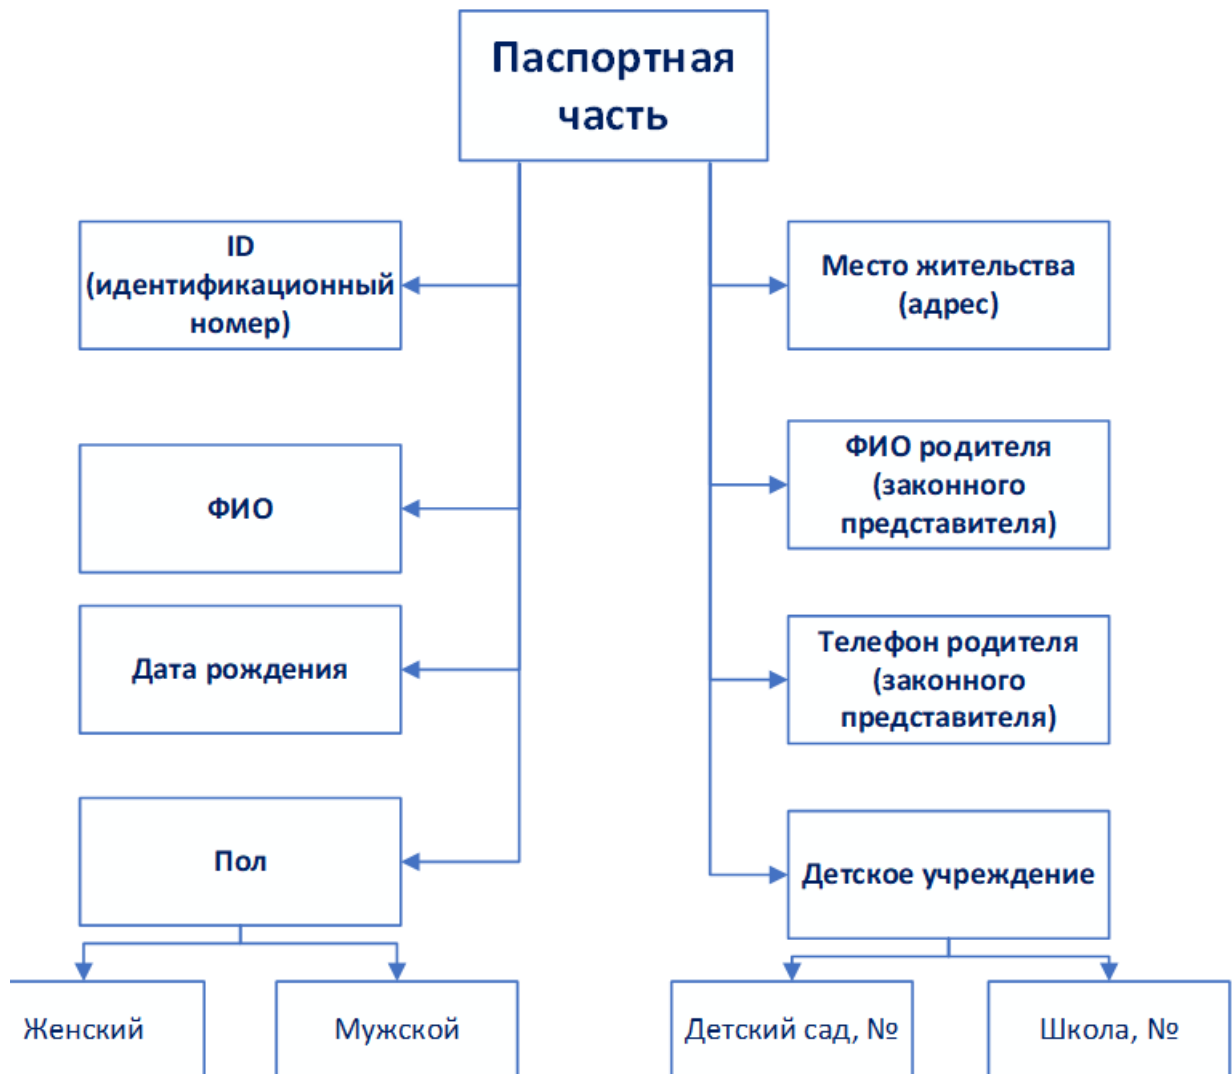 Паспортная
часть
ID
(идентификационный
номер)
Место жительства
(адрес)
ФИО
ФИО родителя
(законного
представителя)
Дата рождения
Телефон родителя
(законного
представителя)
Пол
Детское учреждение
Женский
Мужской
Детский сад, №
Школа, №